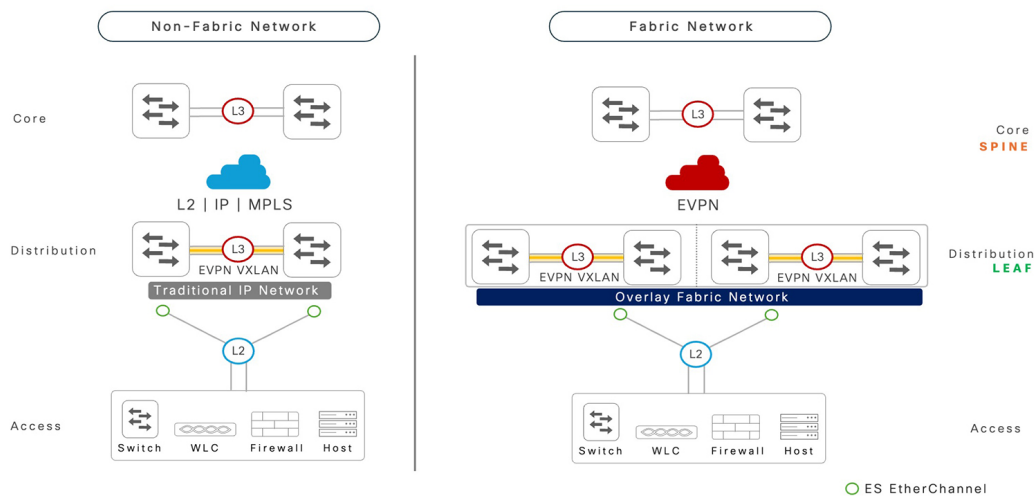 Non-Fabric Network
Fabric Network
Core
L3
L2 | IP | MPLS
Distribution
L3
EVPN VXLAN
Traditional IP Network
L2
Access
Switch
WLC
Firewall
Host
L3
Core
SPINE
EVPN
L3
EVPN VXLAN
L3
EVPN VXLAN
Distribution
LEAF
Overlay Fabric Network
L2
Switch
WLC
Firewall
Host
Access
ES EtherChannel